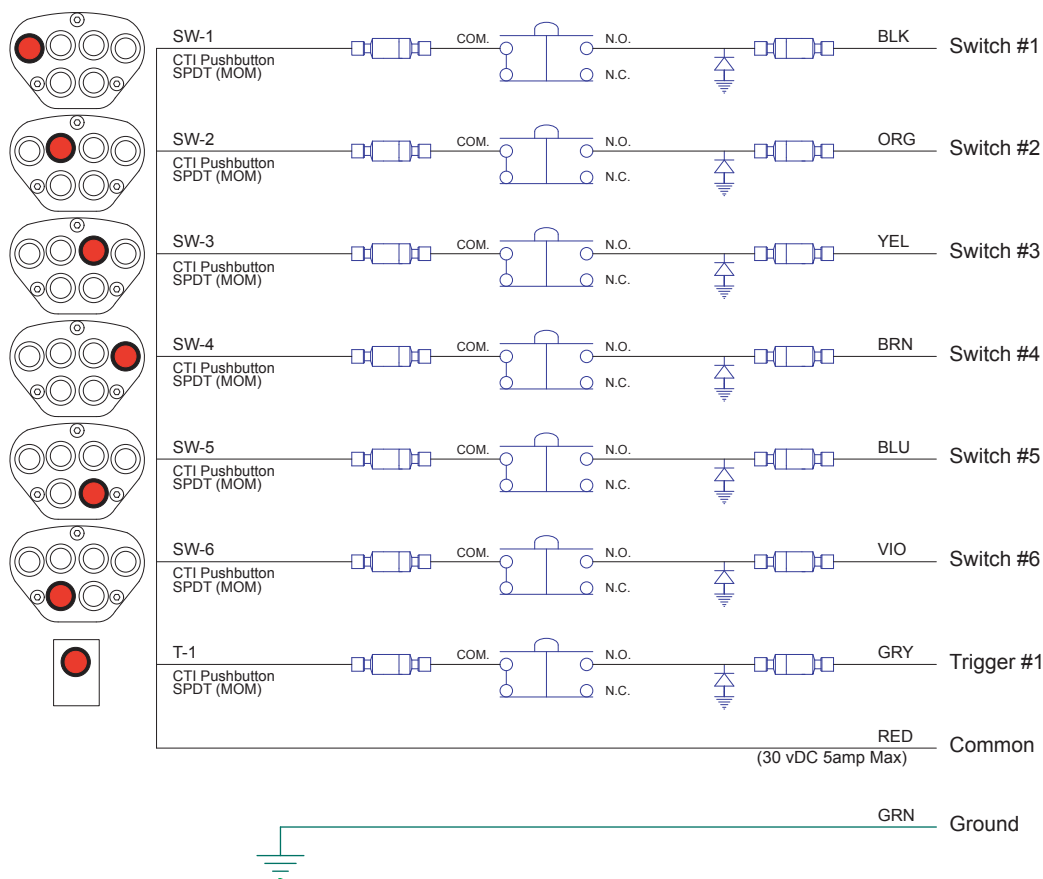 SW-1 COM. N.O. BLK Switch #1
CTI Pushbutton
SPDT (MOM) N.C.
SW-2 COM. N.O. ORG Switch #2
CTI Pushbutton
SPDT (MOM) N.C.
SW-3 COM. N.O. YEL Switch #3
CTI Pushbutton
SPDT (MOM) N.C.
SW-4 COM. N.O. BRN Switch #4
CTI Pushbutton
SPDT (MOM) N.C.
SW-5 COM. N.O. BLU Switch #5
CTI Pushbutton
SPDT (MOM) N.C.
SW-6 COM. N.O. VIO Switch #6
CTI Pushbutton
SPDT (MOM) N.C.
T-1 COM. N.O. GRY Trigger #1
CTI Pushbutton
SPDT (MOM) N.C.
RED Common
(30 vDC 5amp Max)
GRN Ground